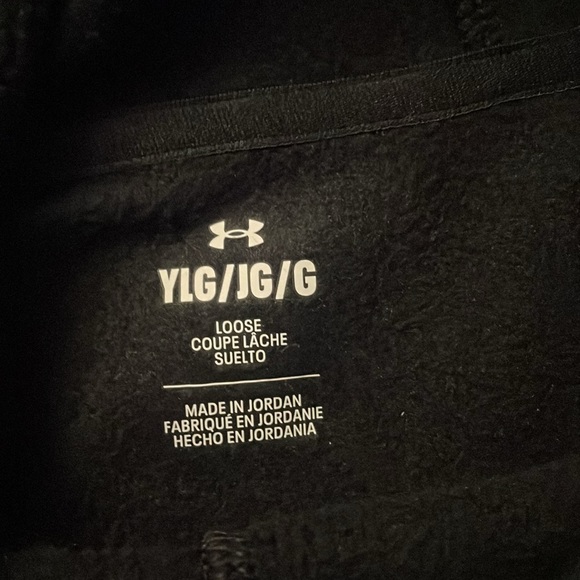 YLG/JG/G
LOOSE
COUPE LÂCHE
SUELTO
MADE IN JORDAN
FABRIQUÉ EN JORDANIE
HECHO EN JORDANIA